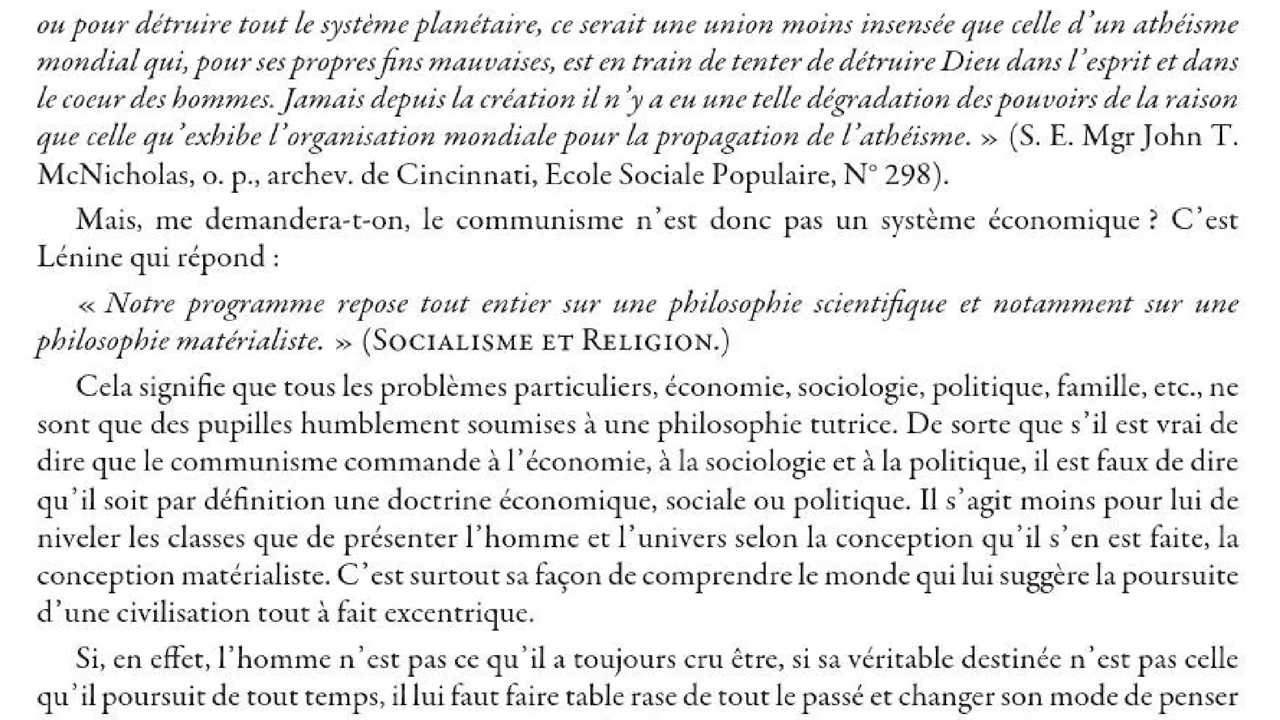 ou pour détruire tout le système planétaire, ce serait une union moins insensée que celle d'un athéisme
mondial qui, pour ses propres fins mauvaises, est en train de tenter de détruire Dieu dans l'esprit et dans
le coeur des hommes. Jamais depuis la création il n'y a eu une telle dégradation des pouvoirs de la raison
que celle qu'exhibe l'organisation mondiale pour la propagation de l'athéisme. » (S. E. Mgr John T.
McNicholas, o. p., archev. de Cincinnati, Ecole Sociale Populaire, N° 298).
Mais, me demandera-t-on, le communisme n'est donc pas un système économique ? C'est
Lénine qui répond :
« Notre programme repose tout entier sur une philosophie scientifique et notamment sur une
philosophie matérialiste. » (SOCIALISME ET RELIGION.)
Cela signifie que tous les problèmes particuliers, économie, sociologie, politique, famille, etc., ne
sont que des pupilles humblement soumises à une philosophie tutrice. De sorte que s'il est vrai de
dire que le communisme commande à l'économie, à la sociologie et à la politique, il est faux de dire
qu'il soit par définition une doctrine économique, sociale ou politique. Il s'agit moins pour lui de
niveler les classes que de présenter l'homme et l'univers selon la conception qu'il s'en est faite, la
conception matérialiste. C'est surtout sa façon de comprendre le monde qui lui suggère la poursuite
d'une civilisation tout à fait excentrique.
Si, en effet, l'homme n'est pas ce qu'il a toujours cru être, si sa véritable destinée n'est pas celle
qu'il poursuit de tout temps, il lui faut faire table rase de tout le passé et changer son mode de penser